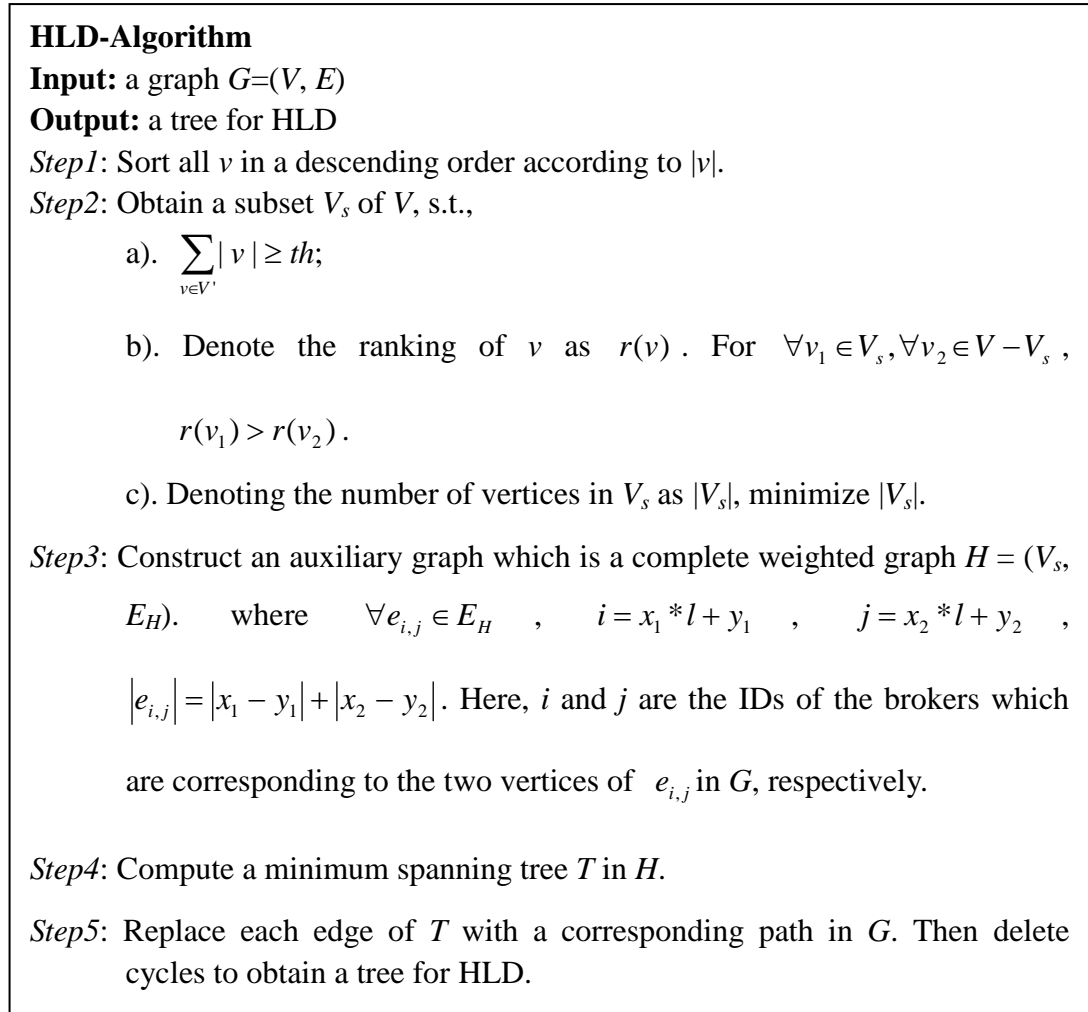 HLD-Algorithm
Input: a graph G=(V, E)
Output: a tree for HLD
Step1: Sort all v in a descending order according to |v|.
Step2: Obtain a subset Vₛ of V, s.t.,
a). ∑_{v∈V'} | v | ≥ th;
b). Denote the ranking of v as r(v) . For ∀v₁ ∈ Vₛ, ∀v₂ ∈ V − Vₛ ,
r(v₁) > r(v₂) .
c). Denoting the number of vertices in Vₛ as |Vₛ|, minimize |Vₛ|.
Step3: Construct an auxiliary graph which is a complete weighted graph H = (Vₛ,
E_H). where ∀e_{i,j} ∈ E_H , i = x₁ * l + y₁ , j = x₂ * l + y₂ ,
|e_{i,j}| = |x₁ − y₁| + |x₂ − y₂| . Here, i and j are the IDs of the brokers which
are corresponding to the two vertices of e_{i,j} in G, respectively.
Step4: Compute a minimum spanning tree T in H.
Step5: Replace each edge of T with a corresponding path in G. Then delete
cycles to obtain a tree for HLD.